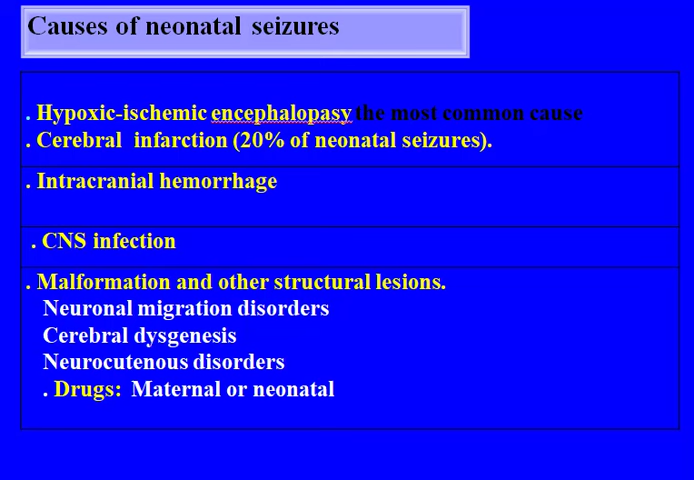 Causes of neonatal seizures
. Hypoxic-ischemic encephalopasy the most common cause
. Cerebral infarction (20% of neonatal seizures).
. Intracranial hemorrhage
. CNS infection
. Malformation and other structural lesions.
Neuronal migration disorders
Cerebral dysgenesis
Neurocutenous disorders
. Drugs: Maternal or neonatal